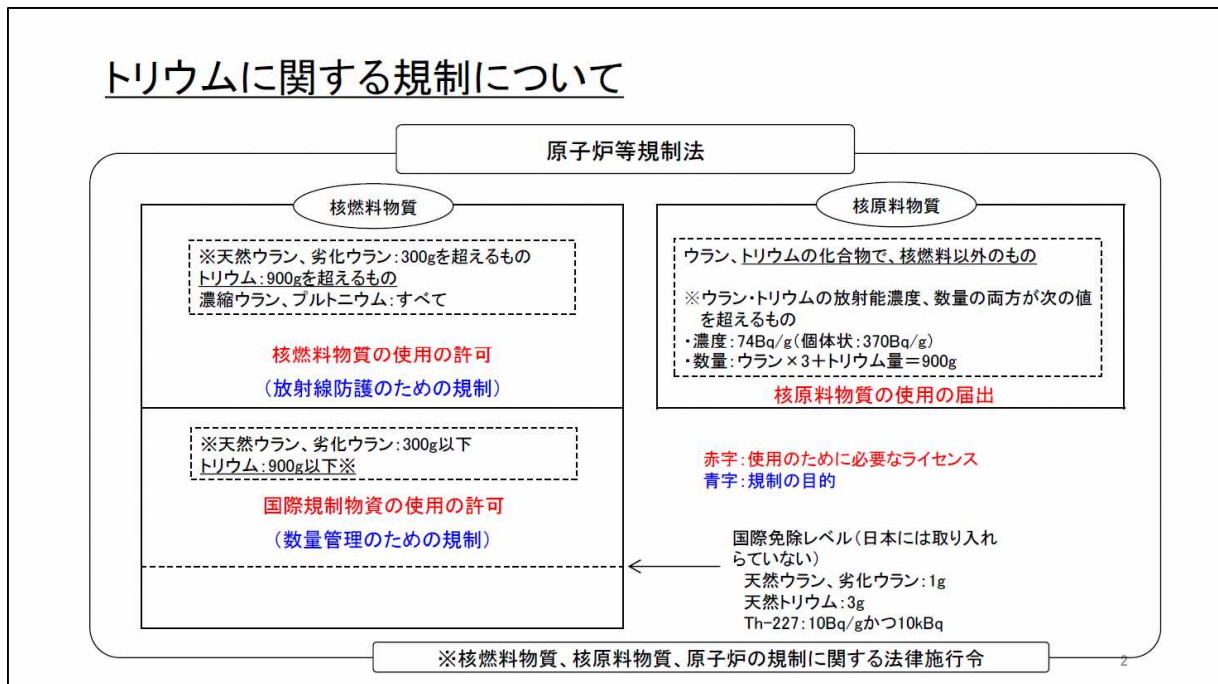 トリウムに関する規制について
原子炉等規制法
核燃料物質
※天然ウラン、劣化ウラン:300gを超えるもの
トリウム:900gを超えるもの
濃縮ウラン、プルトニウム:すべて
核燃料物質の使用の許可
(放射線防護のための規制)
※天然ウラン、劣化ウラン:300g以下
トリウム:900g以下※
国際規制物資の使用の許可
(数量管理のための規制)
核原料物質
ウラン、トリウムの化合物で、核燃料以外のもの
※ウラン・トリウムの放射能濃度、数量の両方が次の値
を超えるもの
・濃度:74Bq/g(個体状:370Bq/g)
・数量:ウラン×3+トリウム量=900g
核原料物質の使用の届出
赤字:使用のために必要なライセンス
青字:規制の目的
国際免除レベル(日本には取り入れ
らていない)
天然ウラン、劣化ウラン:1g
天然トリウム:3g
Th-227:10Bq/gかつ10kBq
※核燃料物質、核原料物質、原子炉の規制に関する法律施行令
2